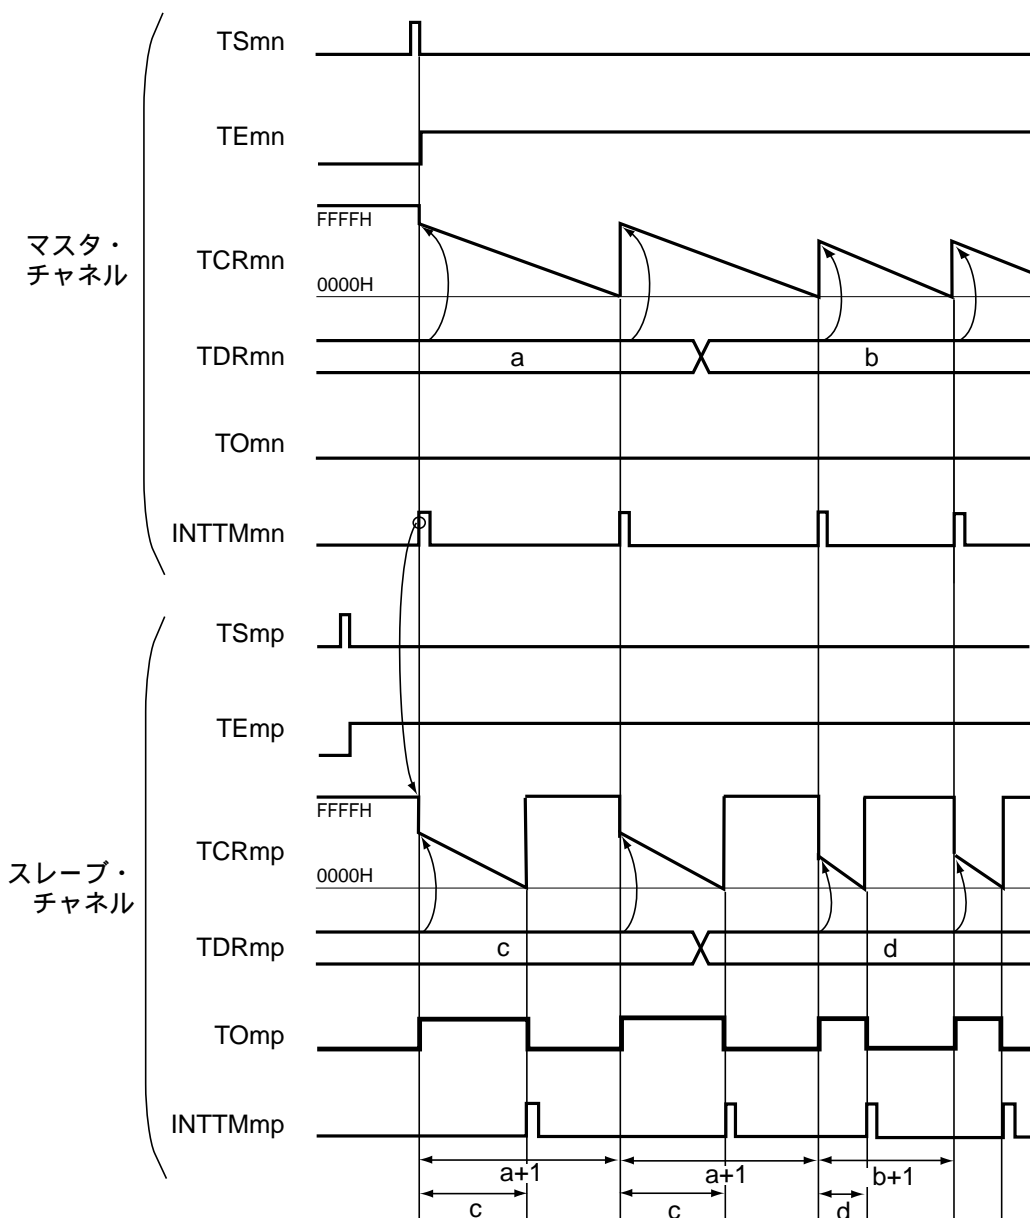 TSmn
TEmn
FFFFH
マスタ・
チャネル
TCRmn
0000H
TDRmn
a
b
TOmn
INTTMmn
TSmp
TEmp
FFFFH
TCRmp
0000H
スレーブ・
チャネル
TDRmp
c
d
TOmp
INTTMmp
a+1
a+1
b+1
c
c
d